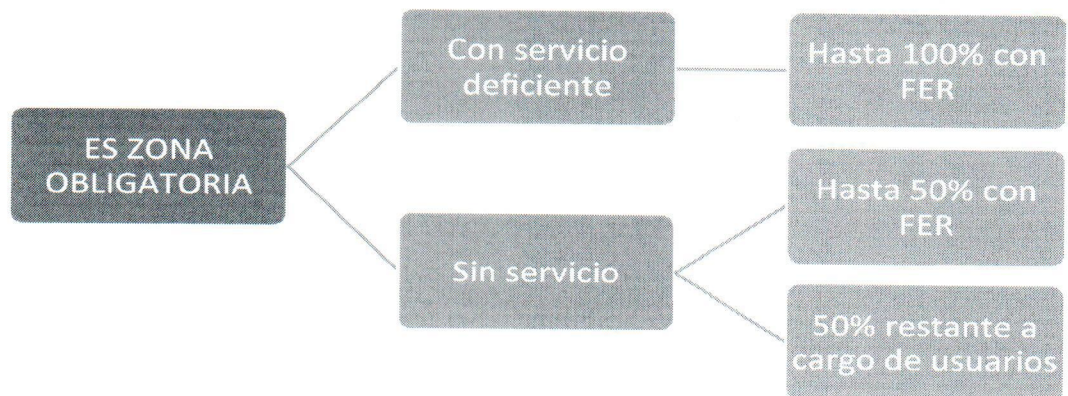 ES ZONA
OBLIGATORIA
Con servicio
deficiente
Hasta 100% con
FER
Sin servicio
Hasta 50% con
FER
50% restante a
cargo de usuarios